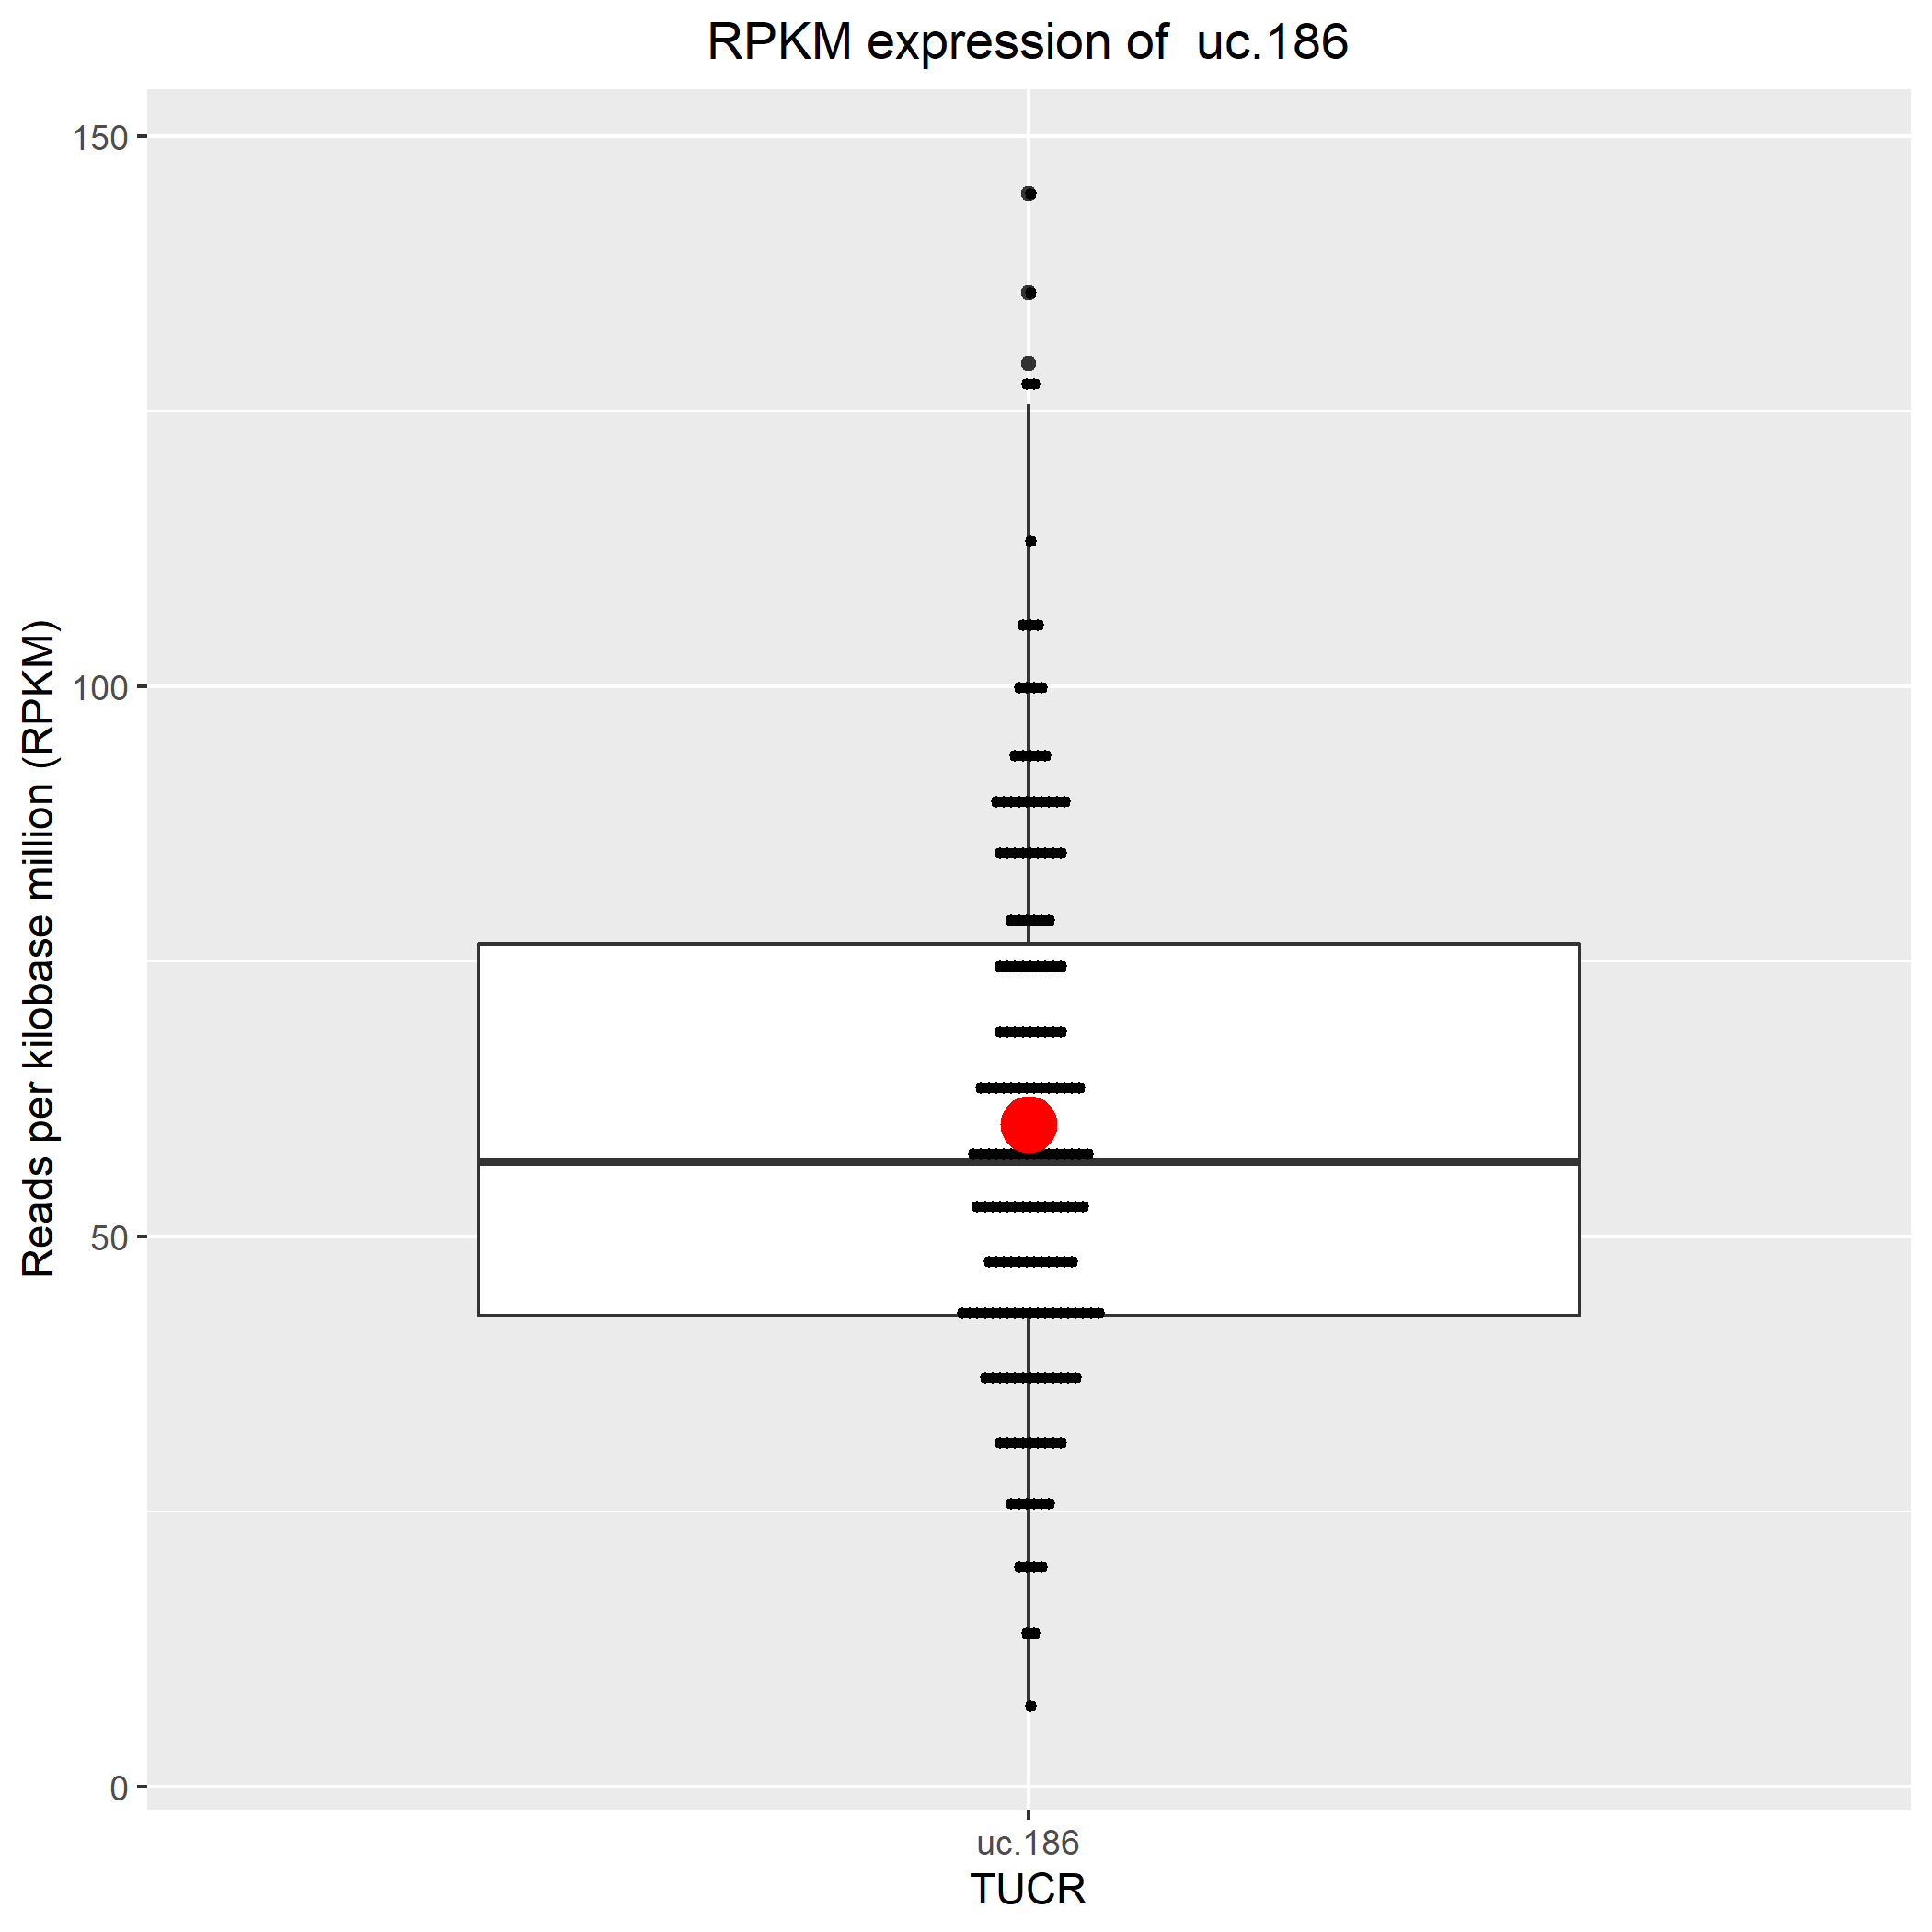 RPKM expression of  uc.186
Reads per kilobase million (RPKM)
150
100
50
0
uc.186
TUCR